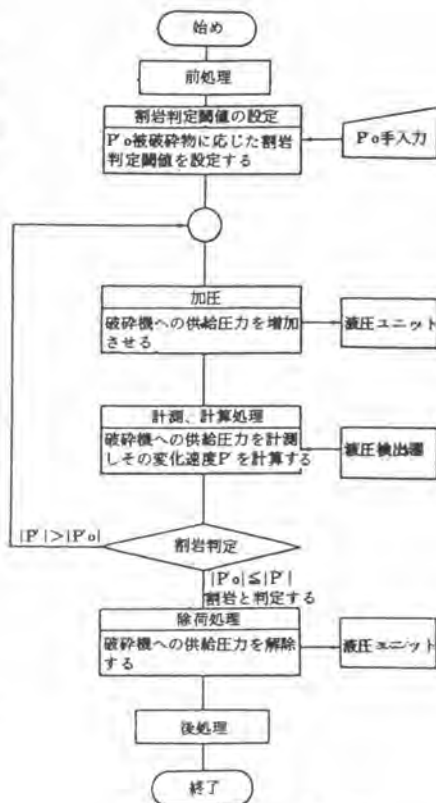 始め
前処理
割岩判定閾値の設定
P'o被破砕物に応じた割岩
判定閾値を設定する
P'o手入力
加圧
破砕機への供給圧力を増加
させる
液圧ユニット
計測、計算処理
破砕機への供給圧力を計測
しその変化速度P'を計算する
液圧検出器
|P'|>|P'o|
割岩判定
|P'o|≦|P'|
割岩と判定する
除荷処理
破砕機への供給圧力を解除
する
液圧ユニット
後処理
終了